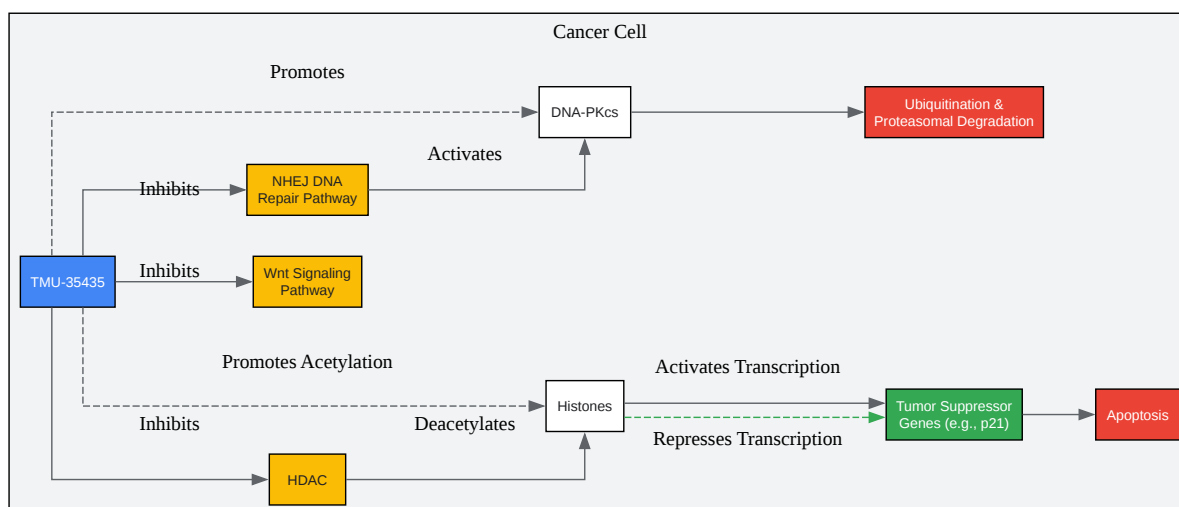 Cancer Cell
Promotes
DNA-PKcs
Ubiquitination &
Proteasomal Degradation
Activates
Inhibits
NHEJ DNA
Repair Pathway
TMU-35435
Inhibits
Wnt Signaling
Pathway
Promotes Acetylation
Activates Transcription
Inhibits
Deacetylates
Histones
Represses Transcription
Tumor Suppressor
Genes (e.g., p21)
Apoptosis
HDAC